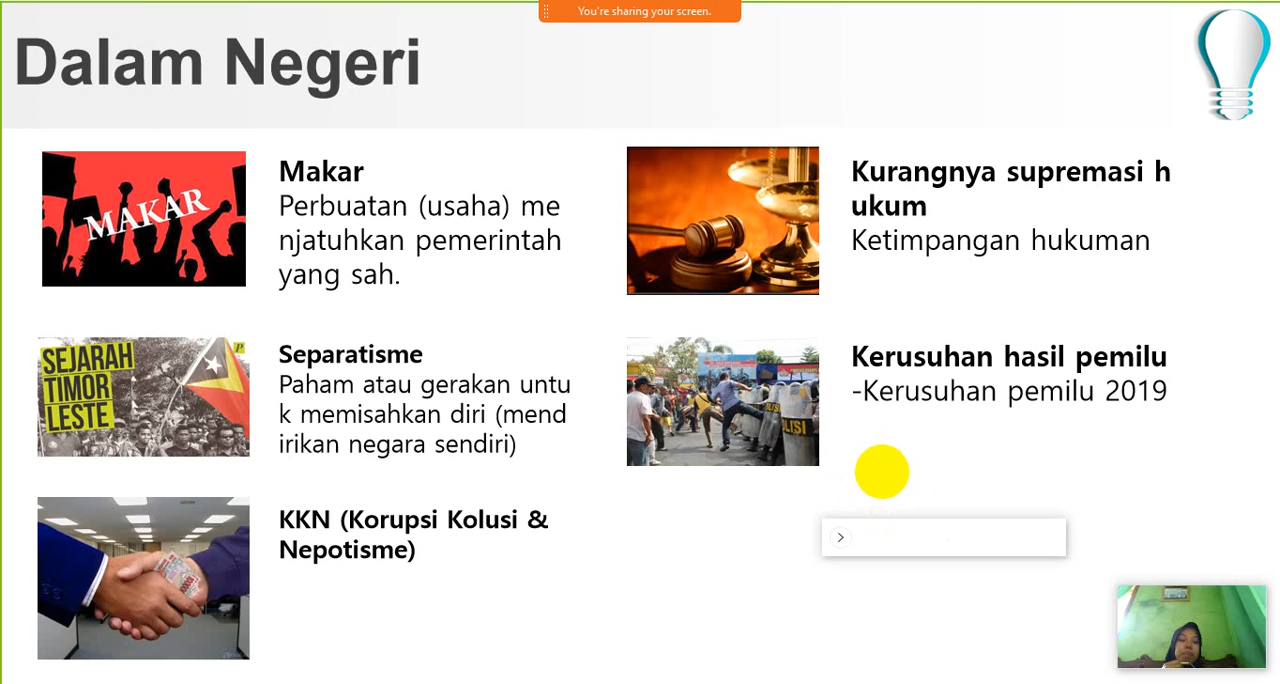 You're sharing your screen.
Dalam Negeri
MAKAR
Makar
Perbuatan (usaha) me
njatuhkan pemerintah
yang sah.
SEJARAH
TIMOR
LESTE
P
Separatisme
Paham atau gerakan untu
k memisahkan diri (mend
irikan negara sendiri)
KKN (Korupsi Kolusi &
Nepotisme)
Kurangnya supremasi h
ukum
Ketimpangan hukuman
POLISI
Kerusuhan hasil pemilu
-Kerusuhan pemilu 2019